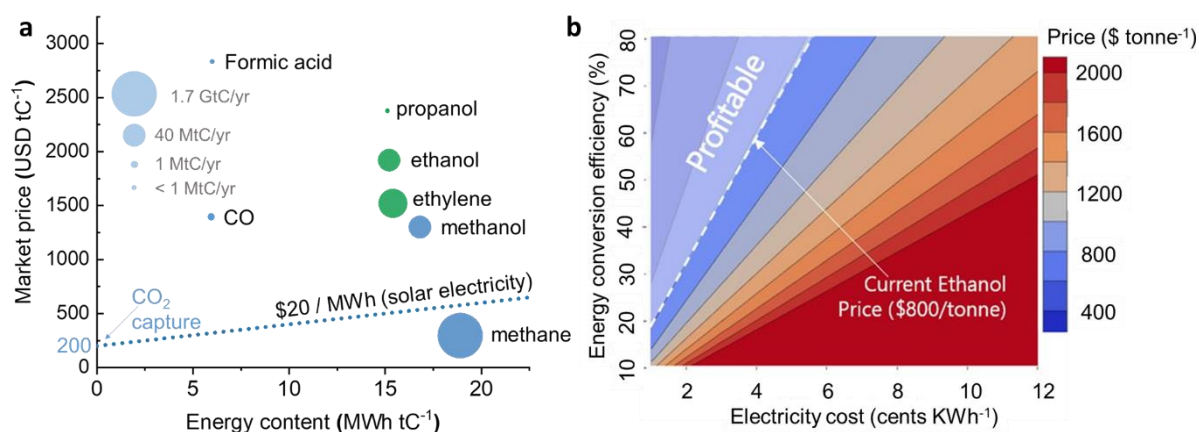 a
Market price (USD tC⁻¹)
3000
2500
2000
1500
1000
500
200
0
Formic acid
1.7 GtC/yr
40 MtC/yr
1 MtC/yr
< 1 MtC/yr
CO
propanol
ethanol
ethylene
methanol
$20 / MWh (solar electricity)
CO₂
capture
methane
0
5
10
15
20
Energy content (MWh tC⁻¹)
b
Energy conversion efficiency (%)
80
70
60
50
40
30
20
10
Profitable
Current Ethanol
Price ($800/tonne)
2
4
6
8
10
12
Electricity cost (cents KWh⁻¹)
Price ($ tonne⁻¹)
2000
1600
1200
800
400